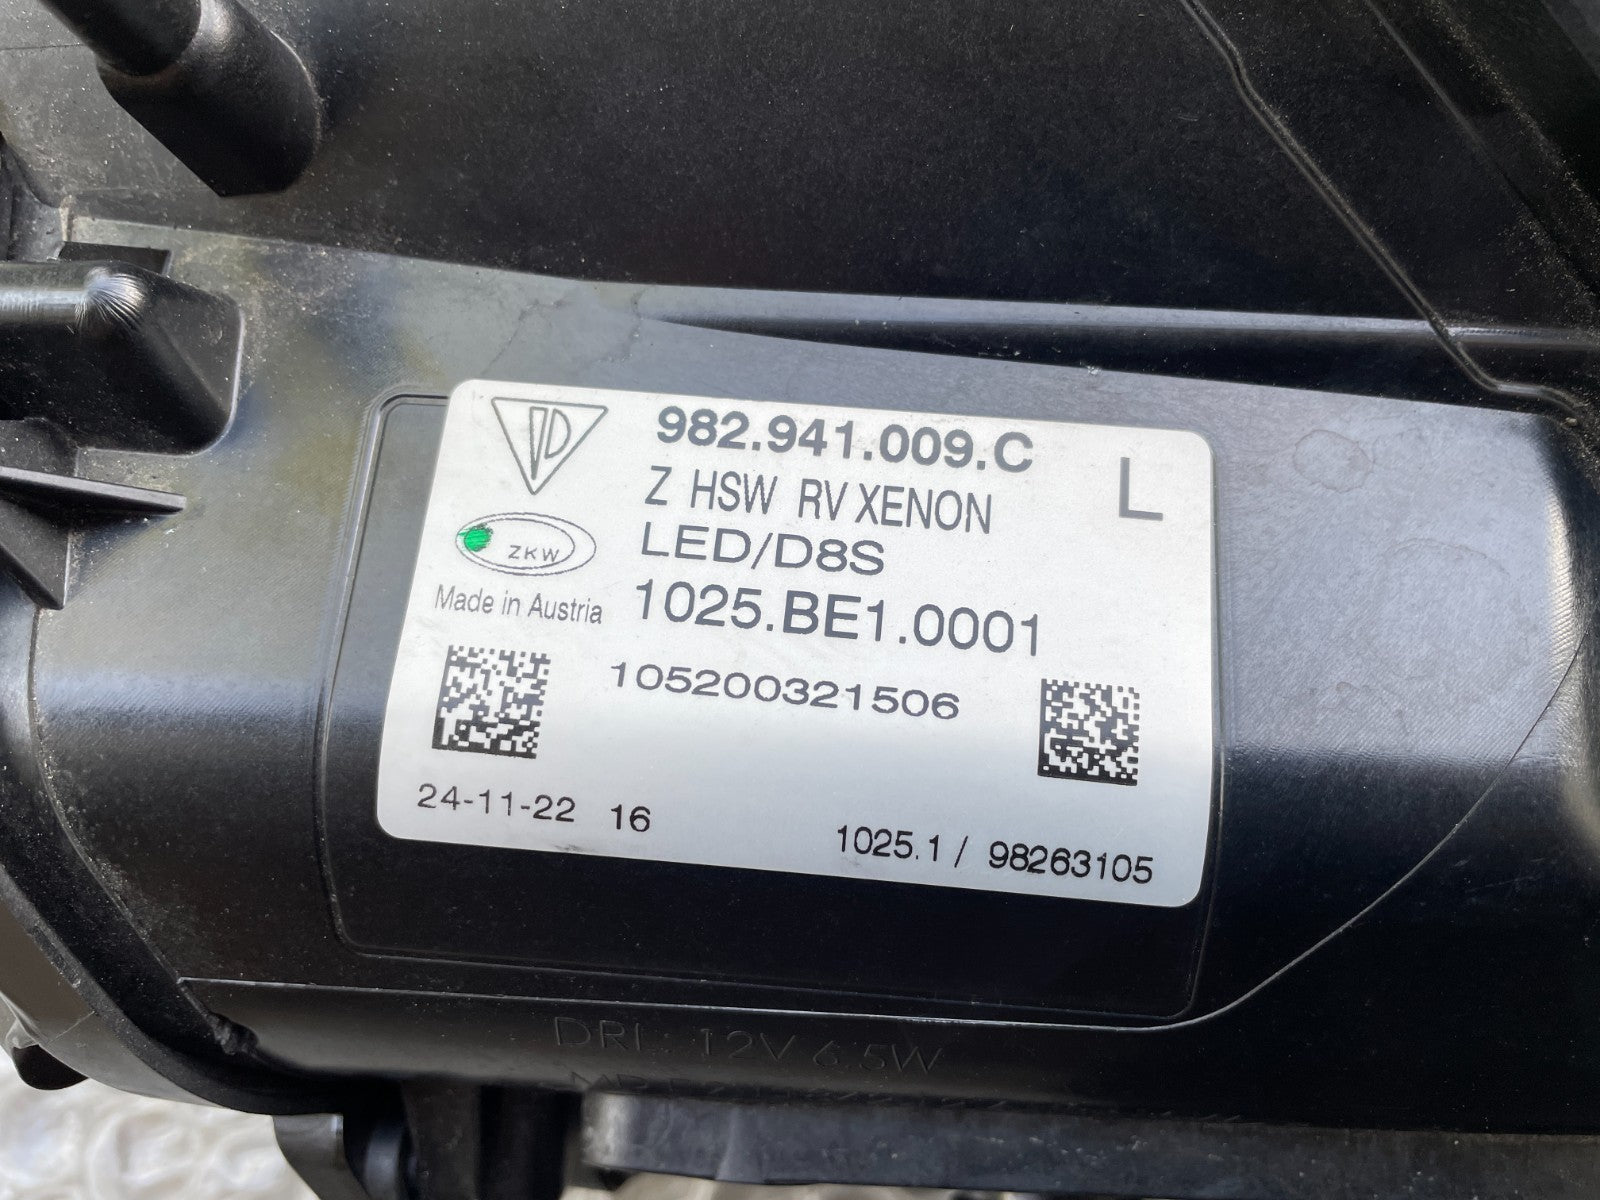 982.941.009.C
L
Z HSW RV XENON
LED/D8S
ZKW
Made in Austria
1025.BE1.0001
105200321506
24-11-22 16
1025.1 / 98263105
DRL: 12V 6.5W